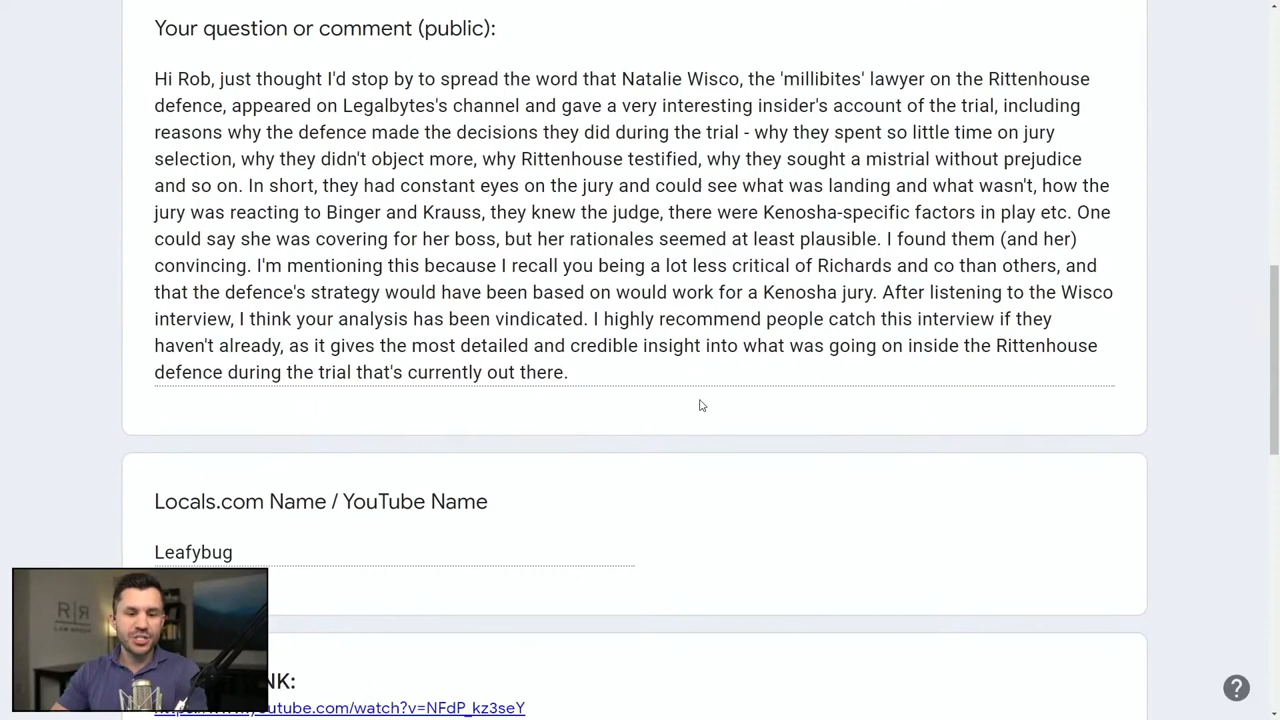 Your question or comment (public):
Hi Rob, just thought I'd stop by to spread the word that Natalie Wisco, the 'millibites' lawyer on the Rittenhouse
defence, appeared on Legalbytes's channel and gave a very interesting insider's account of the trial, including
reasons why the defence made the decisions they did during the trial - why they spent so little time on jury
selection, why they didn't object more, why Rittenhouse testified, why they sought a mistrial without prejudice
and so on. In short, they had constant eyes on the jury and could see what was landing and what wasn't, how the
jury was reacting to Binger and Krauss, they knew the judge, there were Kenosha-specific factors in play etc. One
could say she was covering for her boss, but her rationales seemed at least plausible. I found them (and her)
convincing. I'm mentioning this because I recall you being a lot less critical of Richards and co than others, and
that the defence's strategy would have been based on would work for a Kenosha jury. After listening to the Wisco
interview, I think your analysis has been vindicated. I highly recommend people catch this interview if they
haven't already, as it gives the most detailed and credible insight into what was going on inside the Rittenhouse
defence during the trial that's currently out there.
Locals.com Name / YouTube Name
Leafybug
R|R
LAW GROUP
NK:
youtube.com/watch?v=NFdP_kz3seY
?